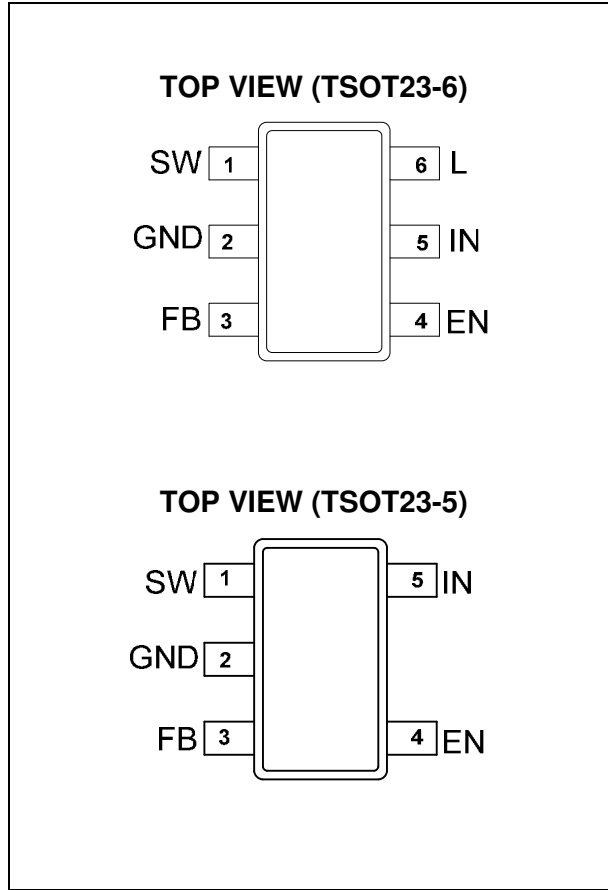 TOP VIEW (TSOT23-6)
SW 1 6 L
GND 2 5 IN
FB 3 4 EN
TOP VIEW (TSOT23-5)
SW 1 5 IN
GND 2
FB 3 4 EN